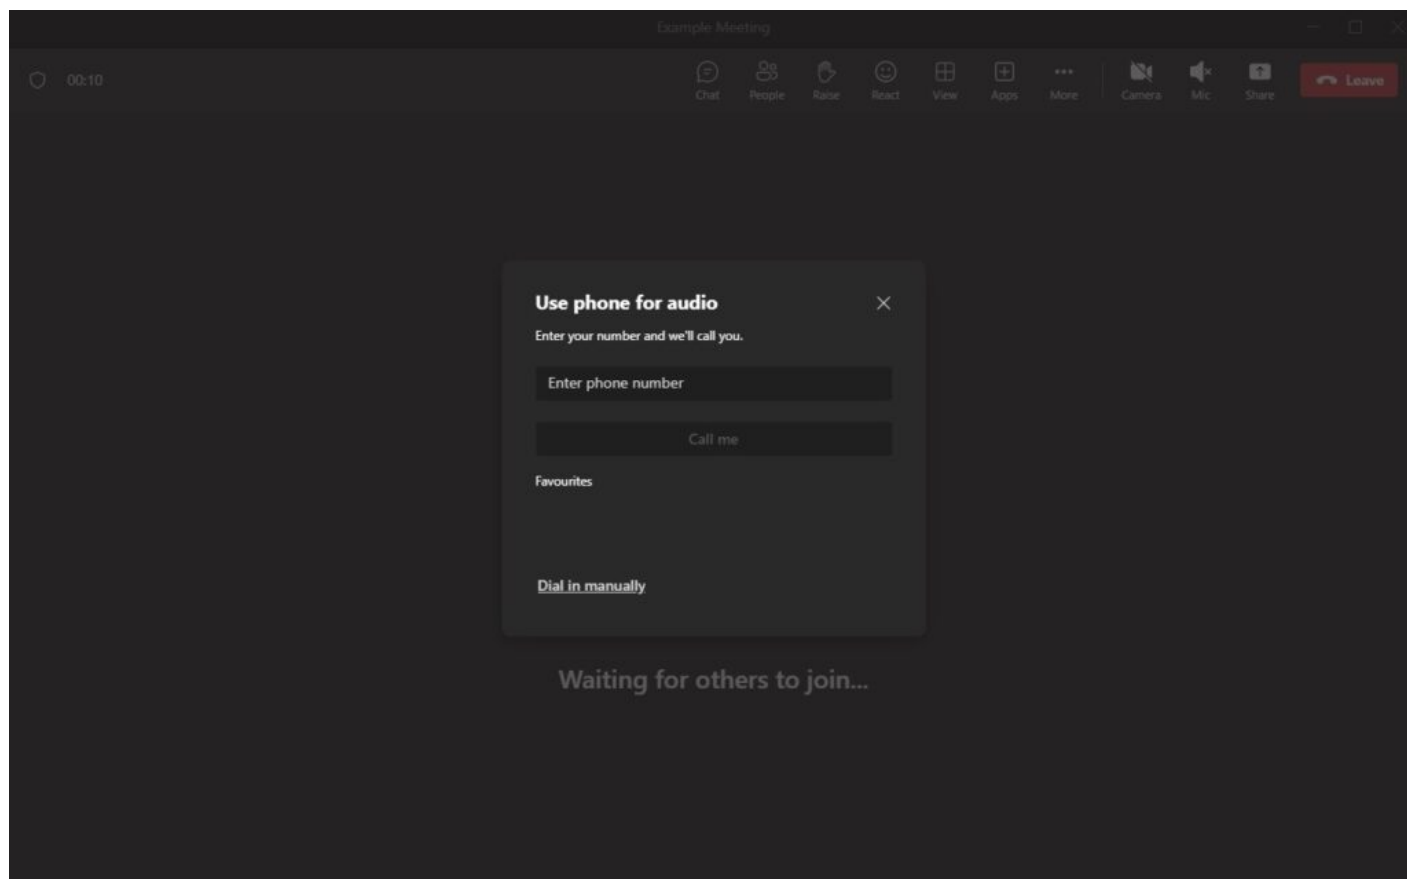 Example Meeting
00:10
Chat People Raise React View Apps More Camera Mic Share Leave
Use phone for audio
Enter your number and we'll call you.
Enter phone number
Call me
Favourites
Dial in manually
Waiting for others to join...